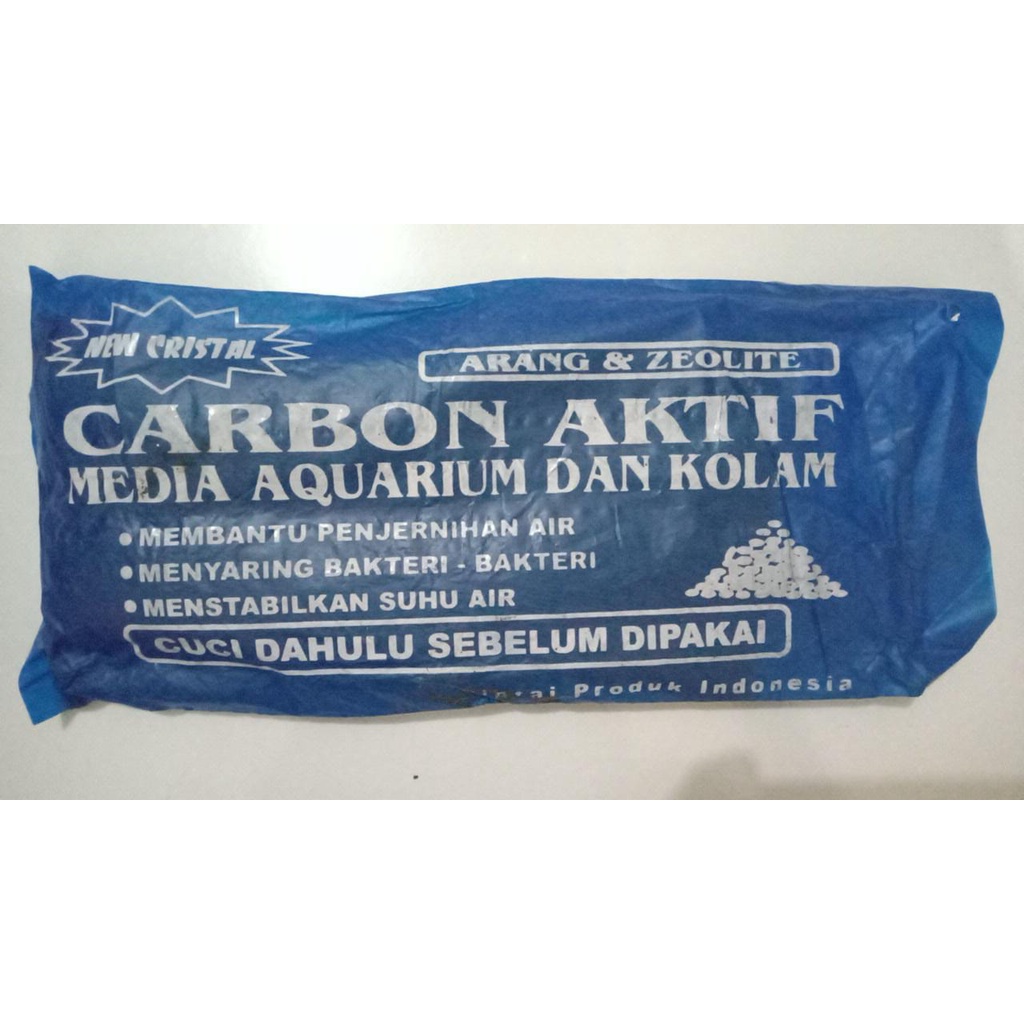 NEW CRISTAL
ARANG & ZEOLITE
CARBON AKTIF
MEDIA AQUARIUM DAN KOLAM
• MEMBANTU PENJERNIHAN AIR
• MENYARING BAKTERI - BAKTERI
• MENSTABILKAN SUHU AIR
CUCI DAHULU SEBELUM DIPAKAI
Produk Indonesia